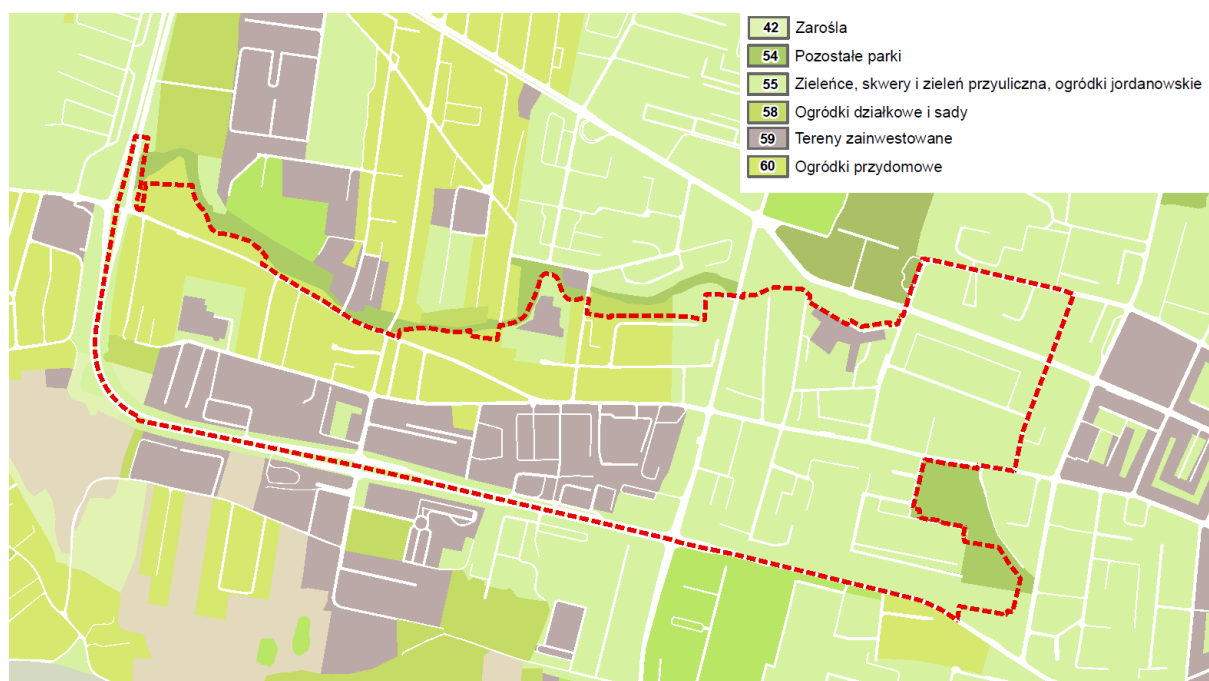 42 Zarośla
54 Pozostałe parki
55 Zieleńce, skwery i zieleń przyuliczna, ogródki jordanowskie
58 Ogródki działkowe i sady
59 Tereny zainwestowane
60 Ogródki przydomowe